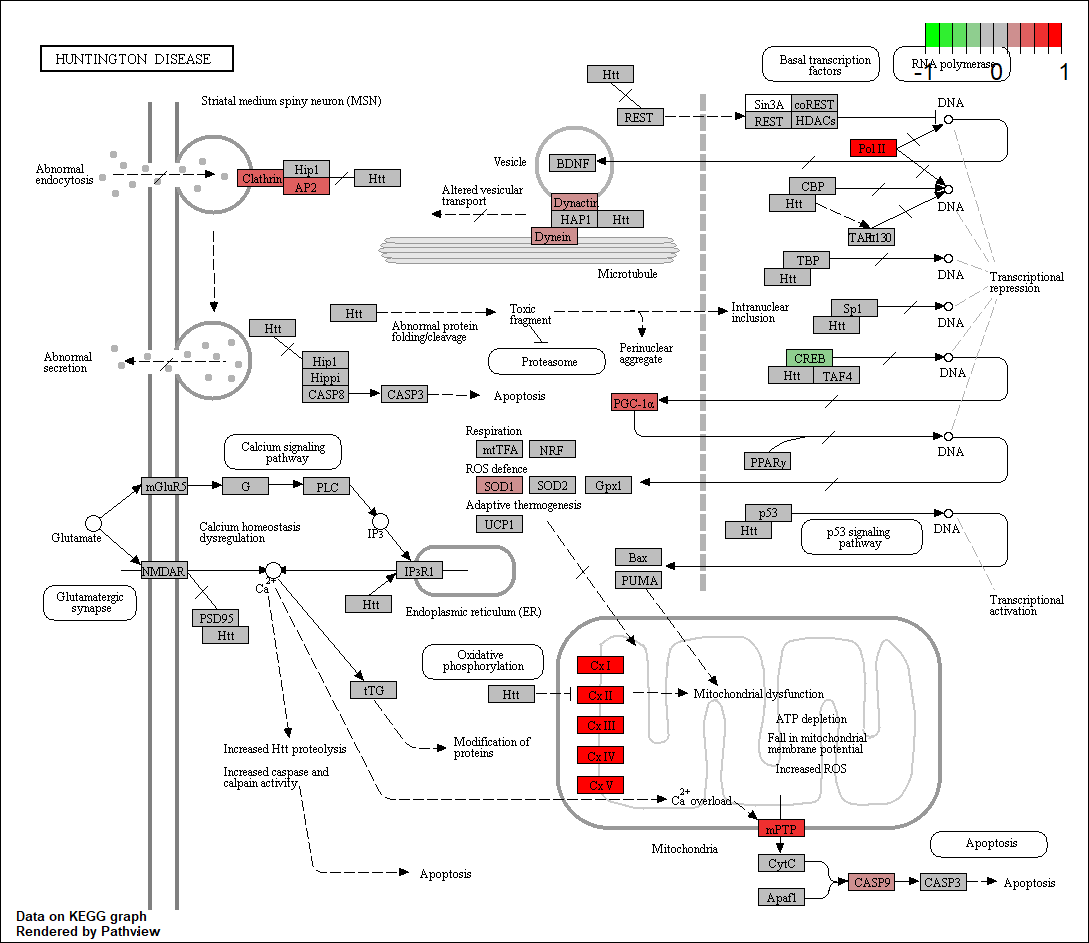 HUNTINGTON DISEASE
-1
0
1
Basal transcription
factors
RNA polymerase
Striatal medium spiny neuron (MSN)
Htt
REST
Sin3A
coREST
REST
HDACs
DNA
Pol II
Abnormal
endocytosis
Clathrin
Hip1
AP2
Htt
Vesicle
BDNF
Altered vesicular
transport
Dynactin
HAP1
Htt
Dynein
Microtubule
CBP
Htt
DNA
TBP
Htt
DNA
Transcriptional
repression
Htt
Abnormal protein
folding/cleavage
Toxic
fragment
Intranuclear
inclusion
Perinuclear
aggregate
Proteasome
Sp1
Htt
DNA
Abnormal
secretion
Htt
Hip1
Hippi
CASP8
CASP3
Apoptosis
CREB
Htt
TAF4
DNA
PGC-1α
DNA
PPARγ
Respiration
mtTFA
NRF
ROS defence
SOD1
SOD2
Gpx1
Adaptive thermogenesis
UCP1
Calcium signaling
pathway
mGluR5
G
PLC
Glutamate
IP3
Calcium homeostasis
dysregulation
p53
Htt
p53 signaling
pathway
DNA
Bax
PUMA
NMDAR
Ca2+
IP3R1
Htt
Endoplasmic reticulum (ER)
Glutamatergic
synapse
PSD95
Htt
Transcriptional
activation
Oxidative
phosphorylation
tTG
Htt
Cx I
Cx II
Cx III
Cx IV
Cx V
Mitochondrial dysfunction
ATP depletion
Fall in mitochondrial
membrane potential
Increased ROS
Increased Htt proteolysis
Increased caspase and
calpain activity
Modification of
proteins
Ca2+ overload
mPTP
Mitochondria
CytC
Apaf1
CASP9
CASP3
Apoptosis
Apoptosis
Apoptosis
Data on KEGG graph
Rendered by Pathview